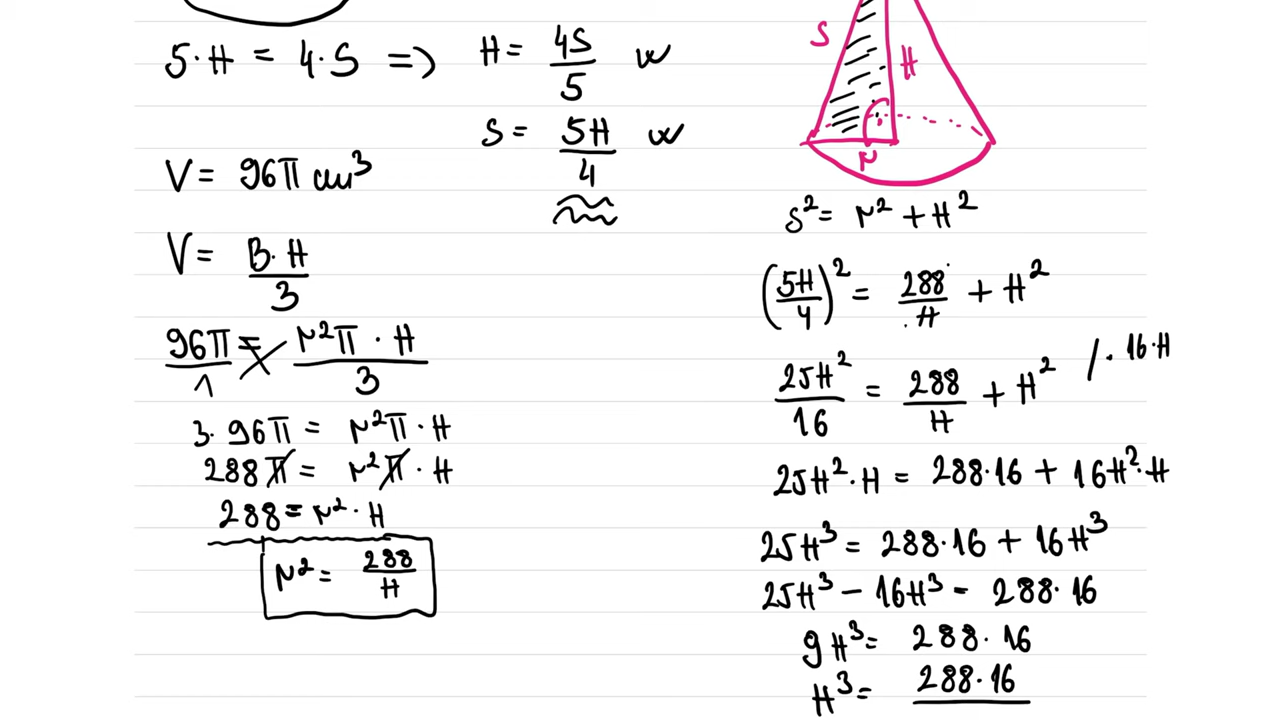 5·H = 4·S => H = 4S/5 w
S = 5H/4 w
V = 96π cm³
V = B·H/3
96π/1 = r²π · H/3
3·96π = r²π · H
288π = r²π · H
288 = r² · H
r² = 288/H
S
H
r
s² = r² + H²
(5H/4)² = 288/H + H²
25H²/16 = 288/H + H² /·16·H
25H²·H = 288·16 + 16H²·H
25H³ = 288·16 + 16H³
25H³ - 16H³ - 288·16
9H³ = 288·16
H³ = 288·16